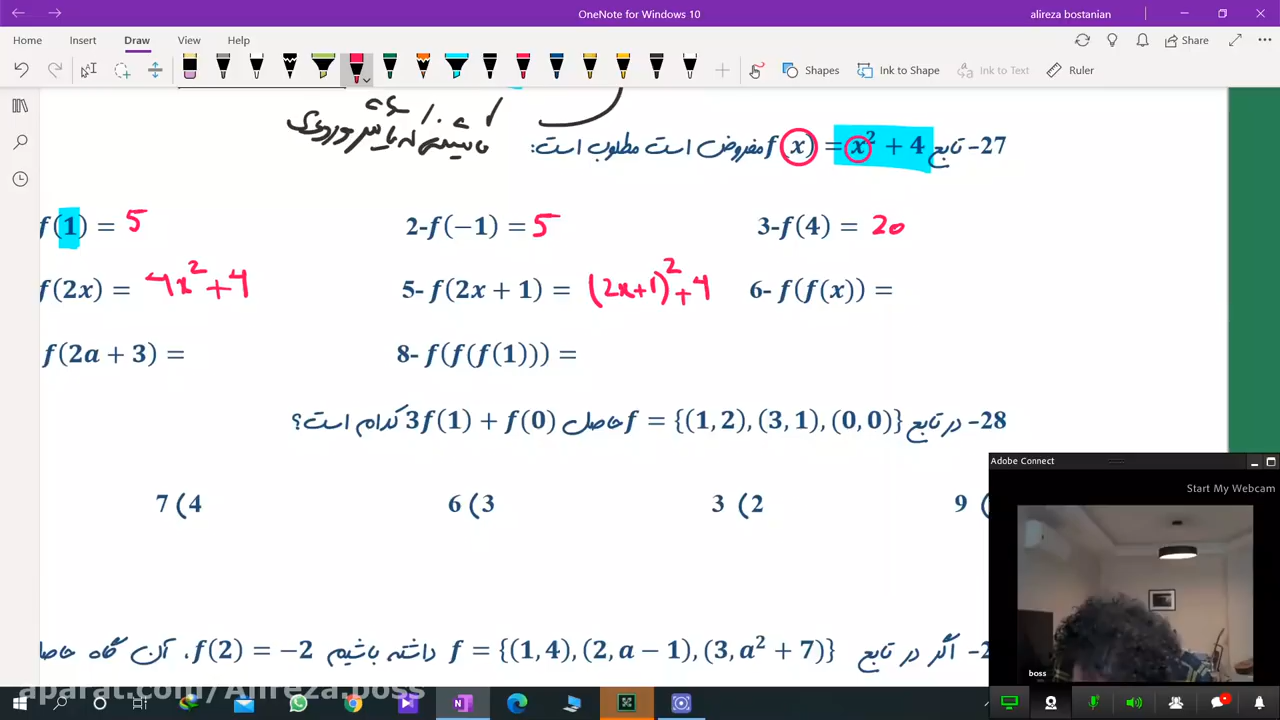 OneNote for Windows 10
alireza bostanian
Home Insert Draw View Help
Share
Shapes Ink to Shape Ink to Text Ink to Math Ruler
27- تابع f(x) = x² + 4 مفروض است مطلوب است:
f(1) = 5 2-f(−1) = 5 3-f(4) = 20
f(2x) = 4x² + 4 5- f(2x + 1) = (2x+1)² + 4 6- f(f(x)) =
f(2a + 3) = 8- f(f(f(1))) =
28- در تابع f = {(1, 2), (3, 1), (0, 0)} حاصل 3f(1) + f(0) کدام است؟
9 ( 3 (2 6 (3 7 (4
Adobe Connect
Start My Webcam
boss
اگر در تابع f = {(1, 4), (2, a − 1), (3, a² + 7)} داشته باشیم f(2) = −2، آن گاه حاصل
aparat.com/Alireza.boss